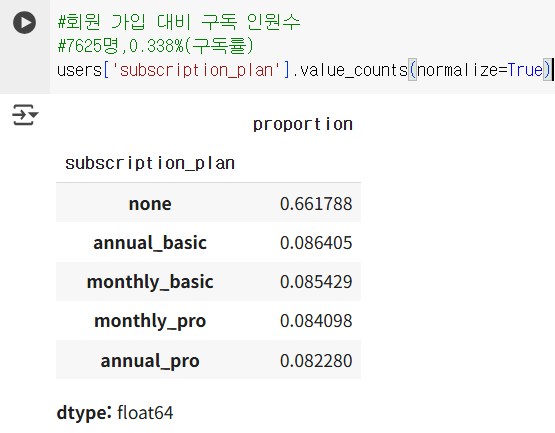 #회원 가입 대비 구독 인원수
#7625명,0.338%(구독률)
users['subscription_plan'].value_counts(normalize=True)
proportion
subscription_plan
none 0.661788
annual_basic 0.086405
monthly_basic 0.085429
monthly_pro 0.084098
annual_pro 0.082280
dtype: float64